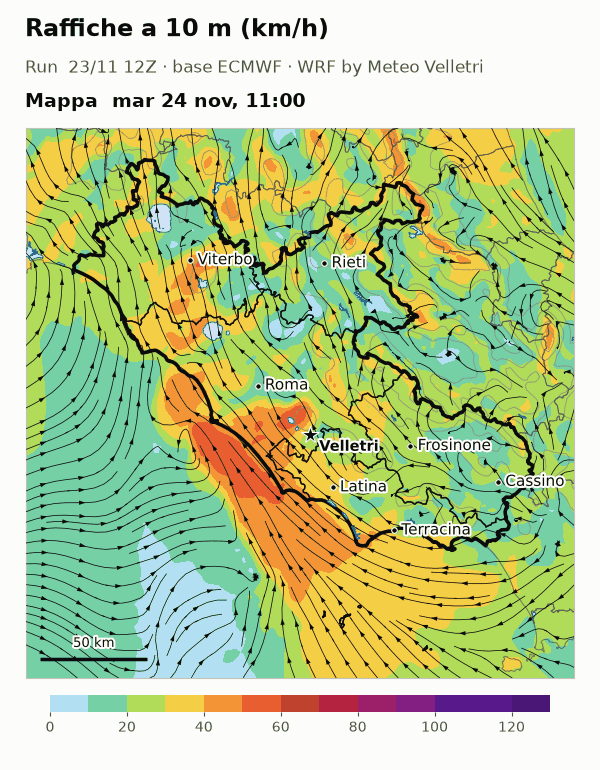 Raffiche a 10 m (km/h)
Run  23/11 12Z · base ECMWF · WRF by Meteo Velletri
Mappa  mar 24 nov, 11:00
Viterbo
Rieti
Roma
Velletri
Frosinone
Latina
Cassino
Terracina
50 km
0 20 40 60 80 100 120